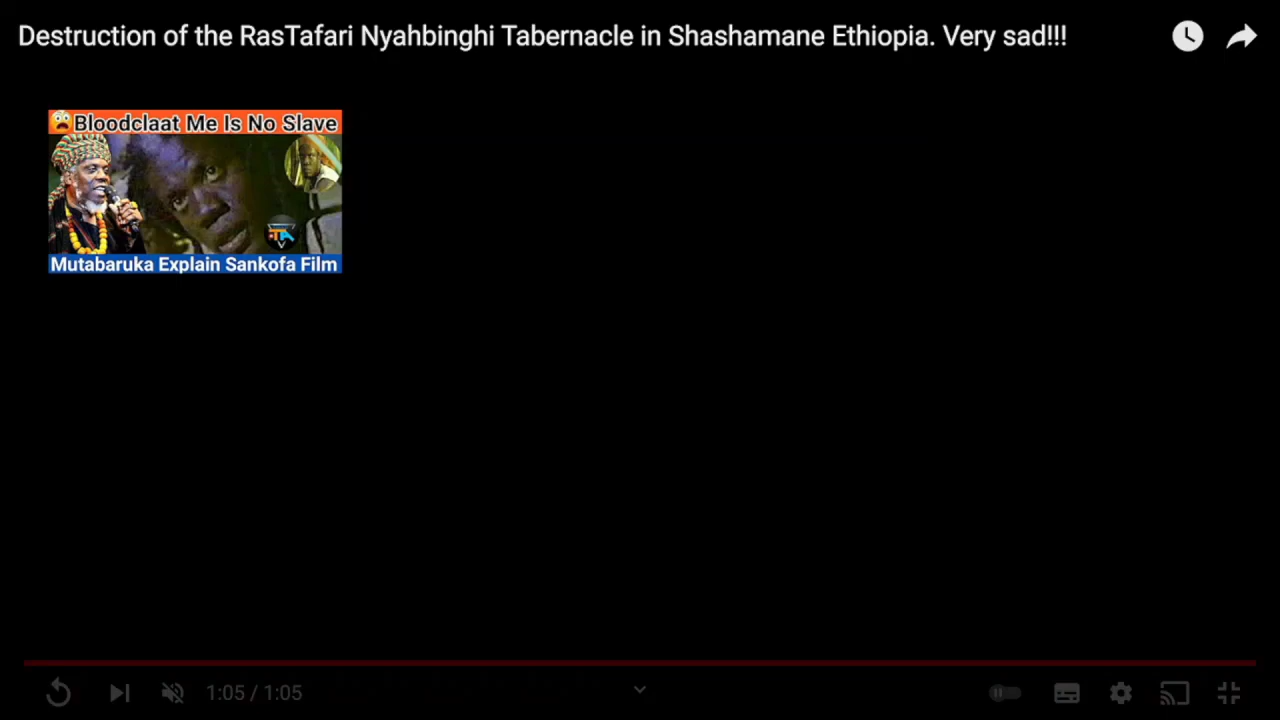 Destruction of the RasTafari Nyahbinghi Tabernacle in Shashamane Ethiopia. Very sad!!!
Bloodclaat Me Is No Slave
TA
Mutabaruka Explain Sankofa Film
1:05 / 1:05